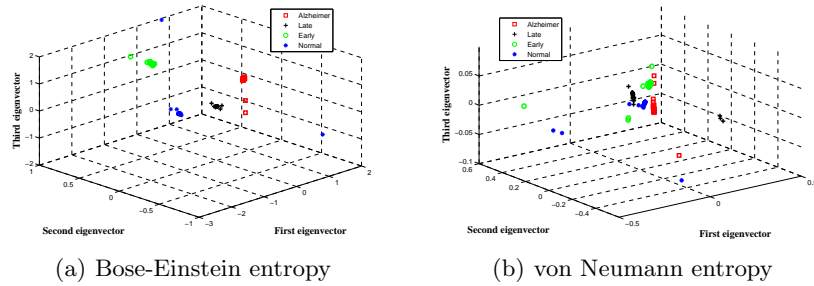 Alzheimer
Late
Early
Normal
2
1
0
−1
−2
Third eigenvector
1
0.5
0
−0.5
−1
Second eigenvector
−3
−2
−1
0
1
2
First eigenvector
(a) Bose-Einstein entropy
Alzheimer
Late
Early
Normal
0.05
0
−0.05
−0.1
Third eigenvector
0.6
0.4
0.2
0
−0.2
−0.4
Second eigenvector
−0.5
0
First eigenvector
(b) von Neumann entropy